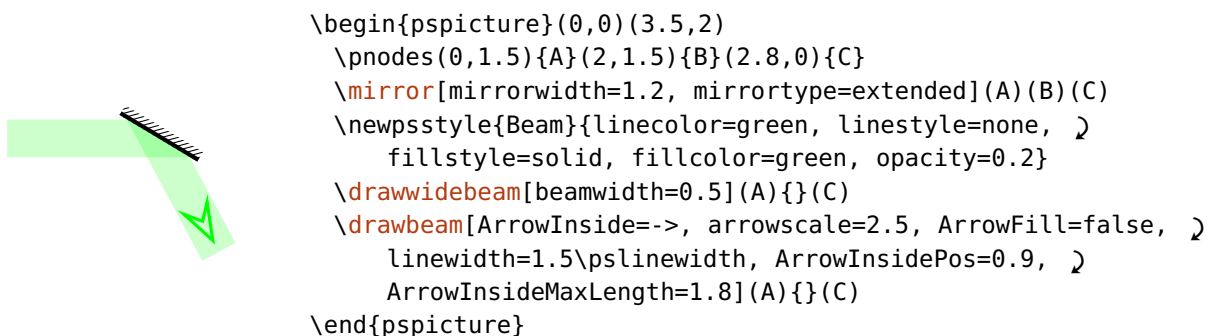 \begin{pspicture}(0,0)(3.5,2)
\pnodes(0,1.5){A}(2,1.5){B}(2.8,0){C}
\mirror[mirrorwidth=1.2, mirrortype=extended](A)(B)(C)
\newpsstyle{Beam}{linecolor=green, linestyle=none,
fillstyle=solid, fillcolor=green, opacity=0.2}
\drawwidebeam[beamwidth=0.5](A){}(C)
\drawbeam[ArrowInside=->, arrowscale=2.5, ArrowFill=false,
linewidth=1.5\pslinewidth, ArrowInsidePos=0.9,
ArrowInsideMaxLength=1.8](A){}(C)
\end{pspicture}